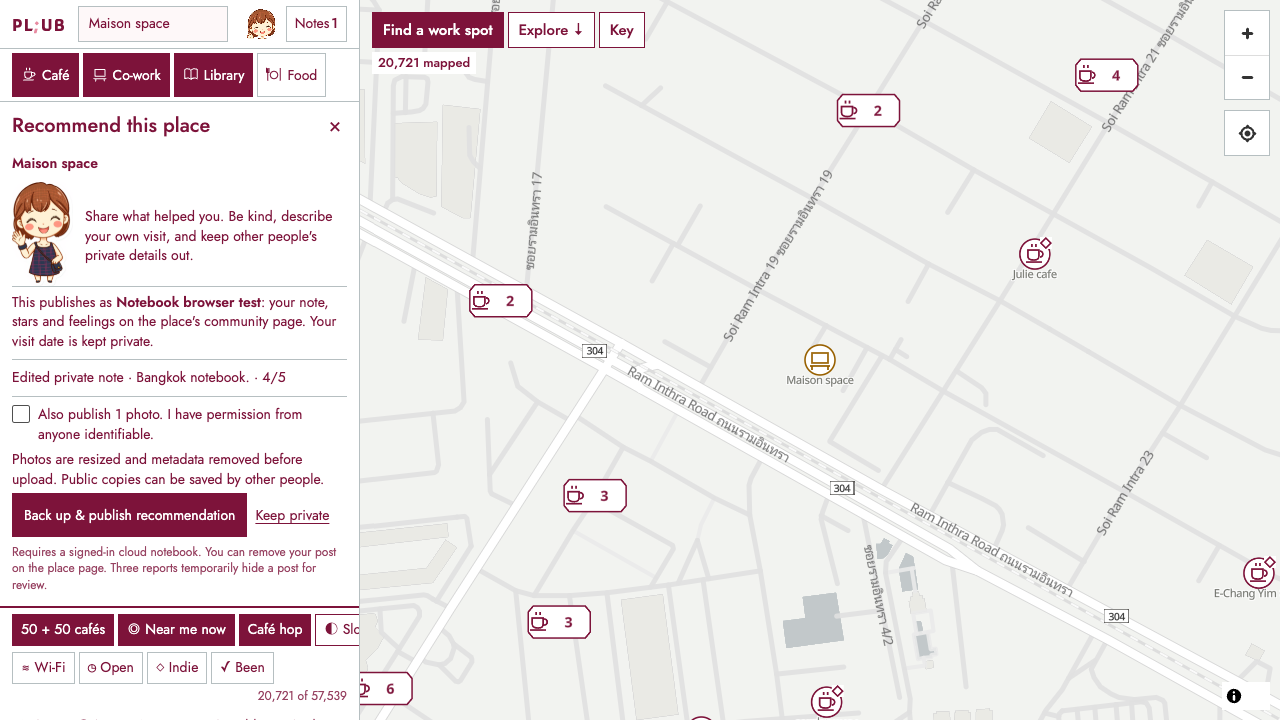 PL;UB
Maison space
Notes 1
Café
Co-work
Library
Food
Recommend this place
Maison space
Share what helped you. Be kind, describe
your own visit, and keep other people's
private details out.
This publishes as Notebook browser test: your note,
stars and feelings on the place's community page. Your
visit date is kept private.
Edited private note · Bangkok notebook. · 4/5
Also publish 1 photo. I have permission from
anyone identifiable.
Photos are resized and metadata removed before
upload. Public copies can be saved by other people.
Back up & publish recommendation
Keep private
Requires a signed-in cloud notebook. You can remove your post
on the place page. Three reports temporarily hide a post for
review.
50 + 50 cafés
Near me now
Café hop
Slo
Wi-Fi
Open
Indie
Been
20,721 of 57,539
Find a work spot
Explore ↓
Key
20,721 mapped
Soi Ra
4
Soi Ram Intra 21 ซอยรามอิน
2
ซอยรามอินทรา 17
Soi Ram Intra 19 ซอยรามอินทรา 19
Julie cafe
2
304
Maison space
Ram Inthra Road ถนนรามอินทรา
3
304
Ram Inthra Road ถนนรามอินทรา
Soi Ram Intra 23
ซอยรามอินทรา 4/2
E-Chang Yim
304
3
6